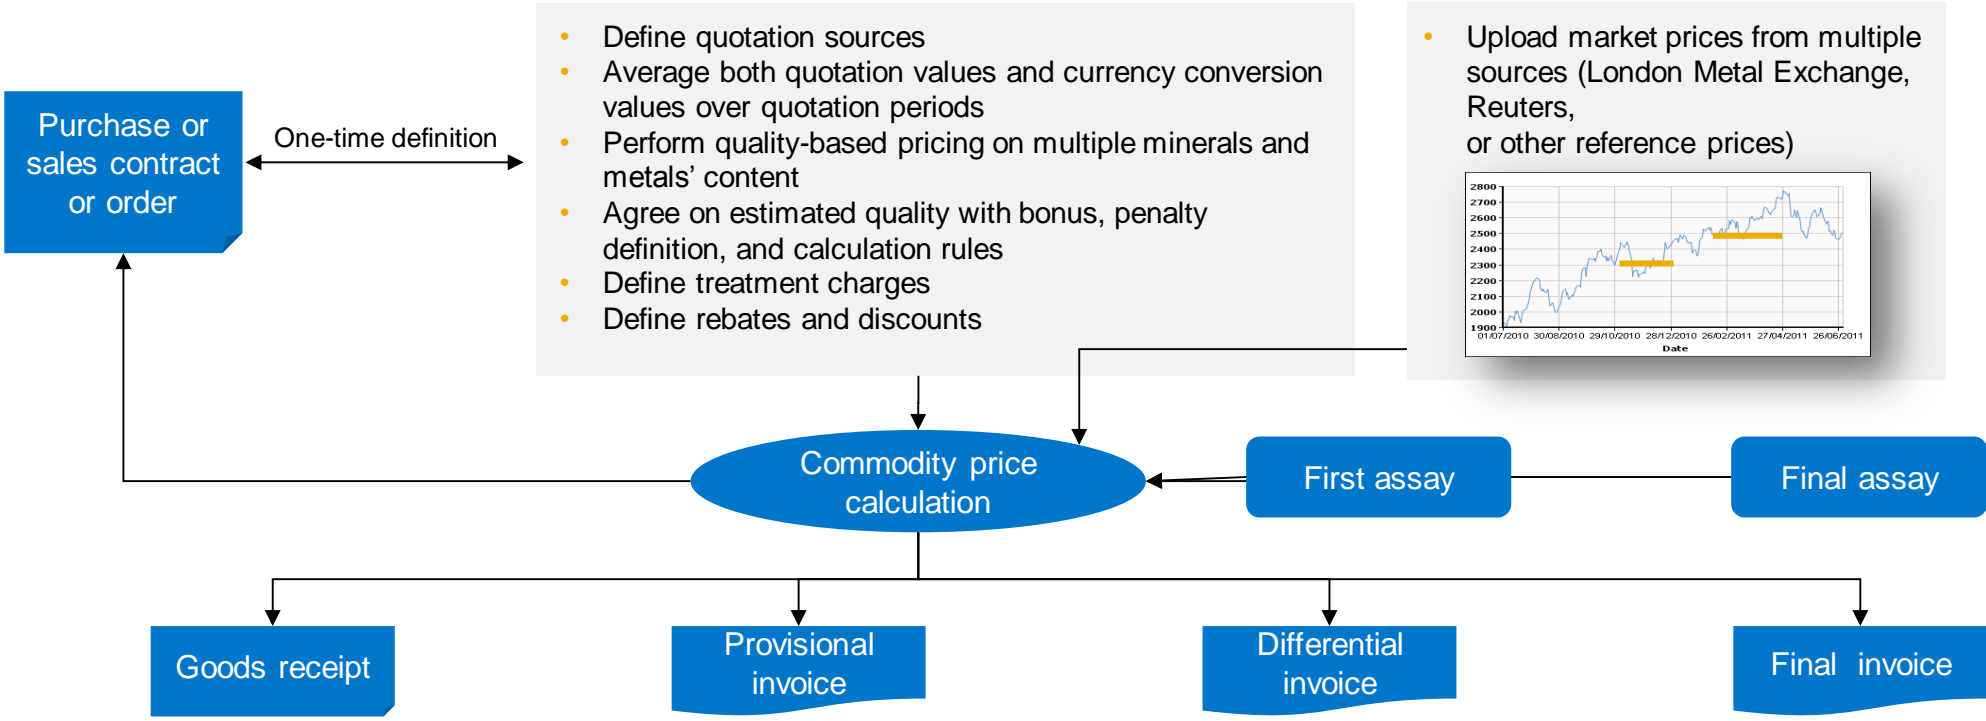 Purchase or
sales contract
or order
One-time definition
• Define quotation sources
• Average both quotation values and currency conversion
values over quotation periods
• Perform quality-based pricing on multiple minerals and
metals’ content
• Agree on estimated quality with bonus, penalty
definition, and calculation rules
• Define treatment charges
• Define rebates and discounts
• Upload market prices from multiple
sources (London Metal Exchange,
Reuters,
or other reference prices)
2800
2700
2600
2500
2400
2300
2200
2100
2000
1900
01/07/2010 30/08/2010 29/10/2010 28/12/2010 26/02/2011 27/04/2011 26/06/2011
Date
Commodity price
calculation
First assay
Final assay
Goods receipt
Provisional
invoice
Differential
invoice
Final invoice